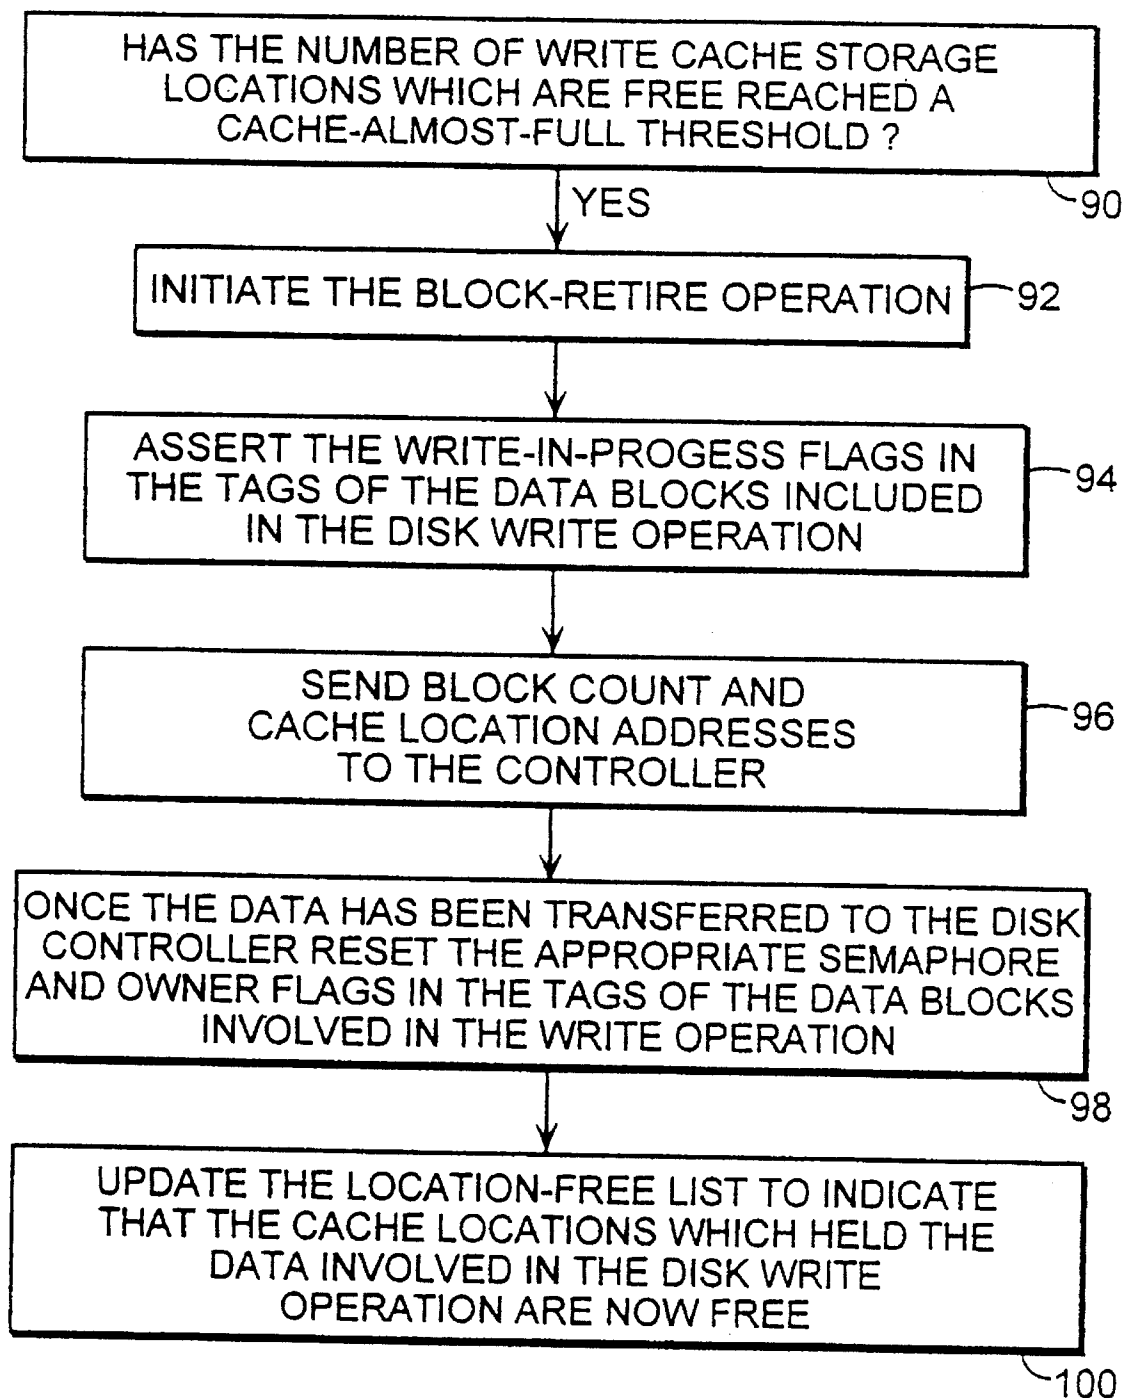 HAS THE NUMBER OF WRITE CACHE STORAGE
LOCATIONS WHICH ARE FREE REACHED A
CACHE-ALMOST-FULL THRESHOLD ?
90
YES
INITIATE THE BLOCK-RETIRE OPERATION
92
ASSERT THE WRITE-IN-PROGESS FLAGS IN
THE TAGS OF THE DATA BLOCKS INCLUDED
IN THE DISK WRITE OPERATION
94
SEND BLOCK COUNT AND
CACHE LOCATION ADDRESSES
TO THE CONTROLLER
96
ONCE THE DATA HAS BEEN TRANSFERRED TO THE DISK
CONTROLLER RESET THE APPROPRIATE SEMAPHORE
AND OWNER FLAGS IN THE TAGS OF THE DATA BLOCKS
INVOLVED IN THE WRITE OPERATION
98
UPDATE THE LOCATION-FREE LIST TO INDICATE
THAT THE CACHE LOCATIONS WHICH HELD THE
DATA INVOLVED IN THE DISK WRITE
OPERATION ARE NOW FREE
100